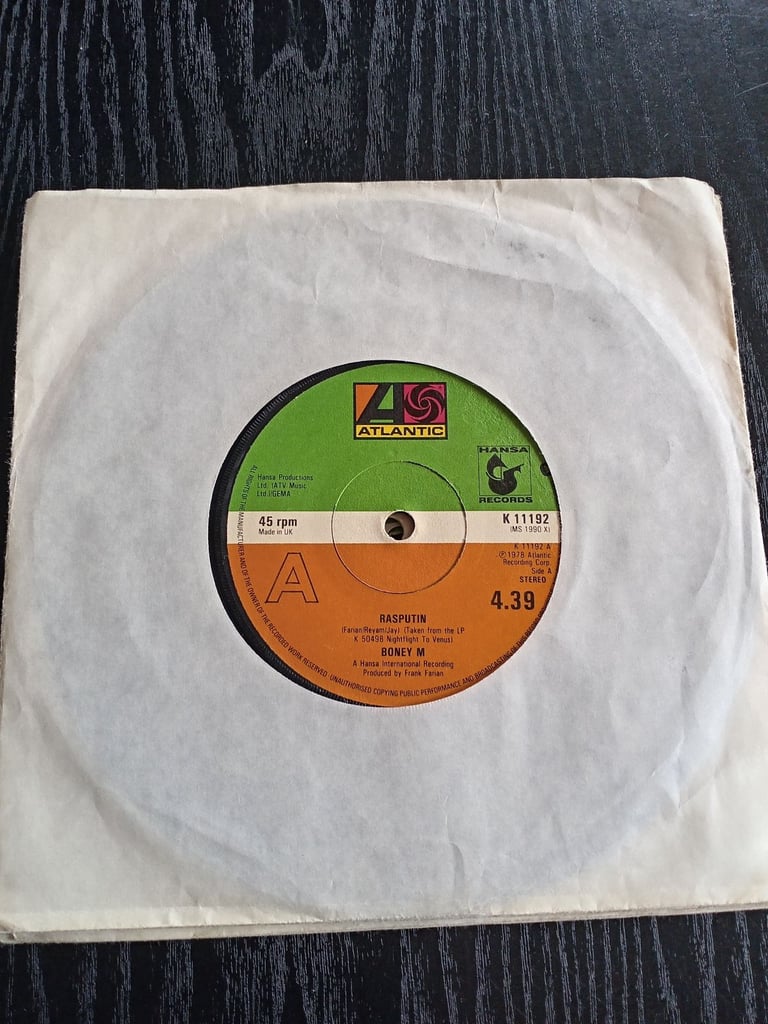 ATLANTIC
HANSA
RECORDS
Hansa Productions
Ltd. (ATV Music
Ltd.)/GEMA
45 rpm
Made in UK
K 11192
(MS 1990 X)
K 11192 A
℗ 1978 Atlantic
Recording Corp.
Side A
STEREO
A
4.39
RASPUTIN
(Farian/Reyam/Jay) (Taken from the LP
K 50498 Nightflight To Venus)
BONEY M
A Hansa International Recording
Produced by Frank Farian
ALL RIGHTS OF THE MANUFACTURER AND OF THE OWNER OF THE RECORDED WORK RESERVED. UNAUTHORISED COPYING PUBLIC PERFORMANCE AND BROADCASTING OF THIS